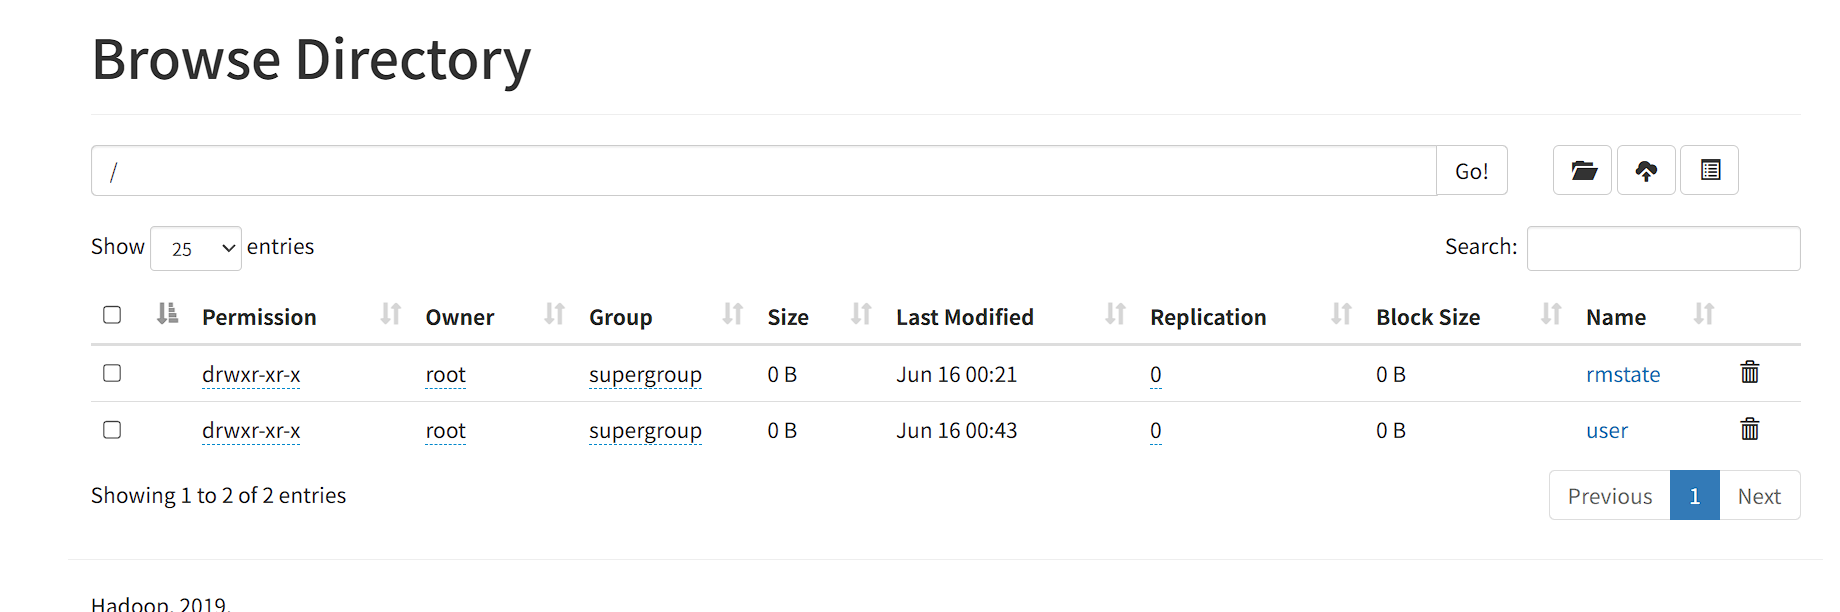 Browse Directory
/ Go!
Show 25 entries Search:
Permission Owner Group Size Last Modified Replication Block Size Name
drwxr-xr-x root supergroup 0 B Jun 16 00:21 0 0 B rmstate
drwxr-xr-x root supergroup 0 B Jun 16 00:43 0 0 B user
Showing 1 to 2 of 2 entries Previous 1 Next
Hadoop, 2019.